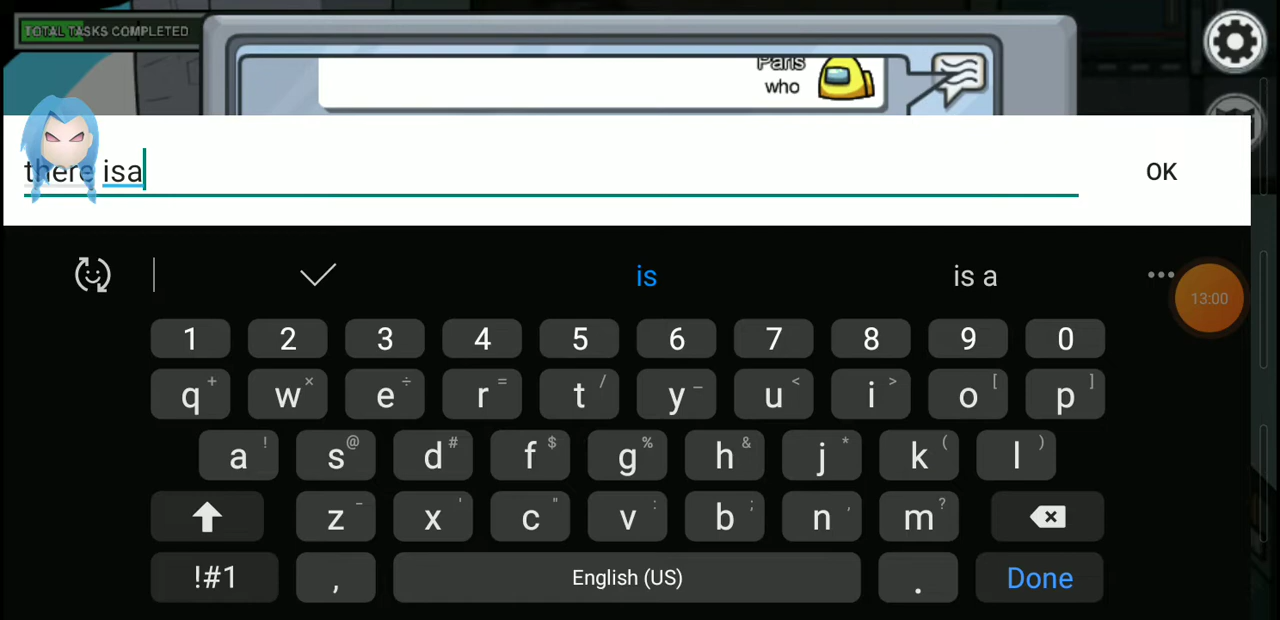 TOTAL TASKS COMPLETED
Paris
who
there isa
OK
is
is a
13:00
1 2 3 4 5 6 7 8 9 0
q + w × e ÷ r = t / y _ u < i > o [ p ]
a ! s @ d # f $ g % h & j * k ( l )
z - x ' c " v : b ; n , m ?
!#1 , English (US) . Done